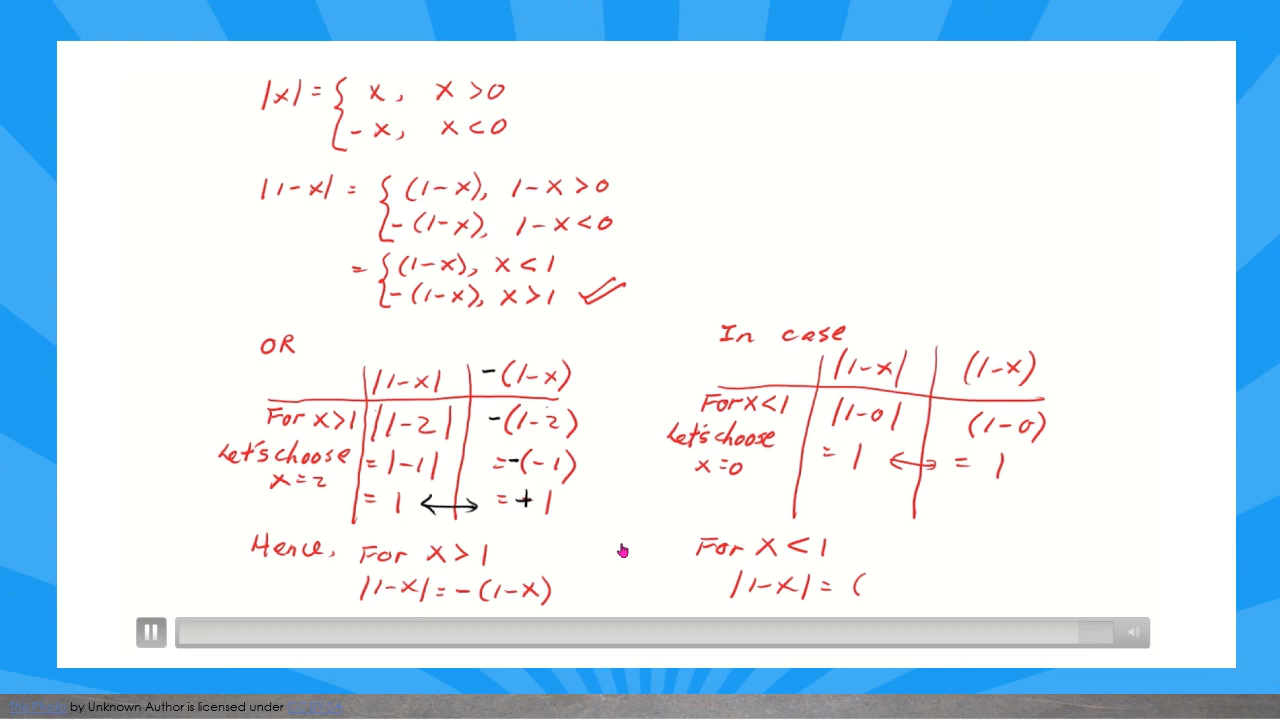 |x| = { x, x > 0
- x, x < 0
|1-x| = { (1-x), 1-x > 0
-(1-x), 1-x < 0
= { (1-x), x < 1
-(1-x), x > 1 ✓
OR
|1-x| -(1-x)
For x>1 |1-2| -(1-2)
Let's choose = |-1| = -(-1)
x=2 = 1 ↔ = +1
Hence, For x > 1
|1-x| = -(1-x)
In case
|1-x| (1-x)
For x<1 |1-0| (1-0)
Let's choose = 1 ↔ = 1
x=0
For x < 1
|1-x| = (
by Unknown Author is licensed under